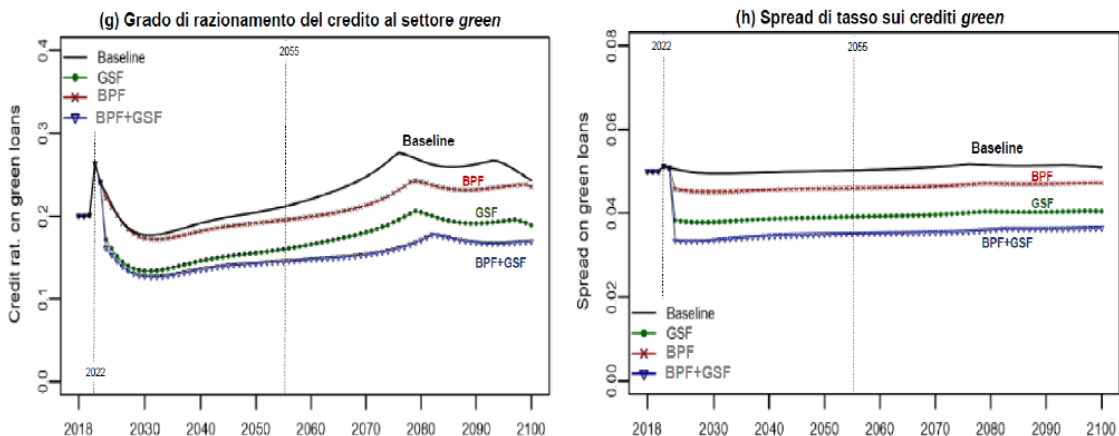 (g) Grado di razionamento del credito al settore green
Credit rat. on green loans
0.4
0.3
0.2
0.1
0.0
Baseline
GSF
BPF
BPF+GSF
2022
2055
Baseline
BPF
GSF
BPF+GSF
2018 2030 2040 2050 2060 2070 2080 2090 2100
(h) Spread di tasso sui crediti green
Spread on green loans
0.08
0.06
0.04
0.02
0.00
2022
2055
Baseline
BPF
GSF
BPF+GSF
Baseline
GSF
BPF
BPF+GSF
2018 2030 2040 2050 2060 2070 2080 2090 2100